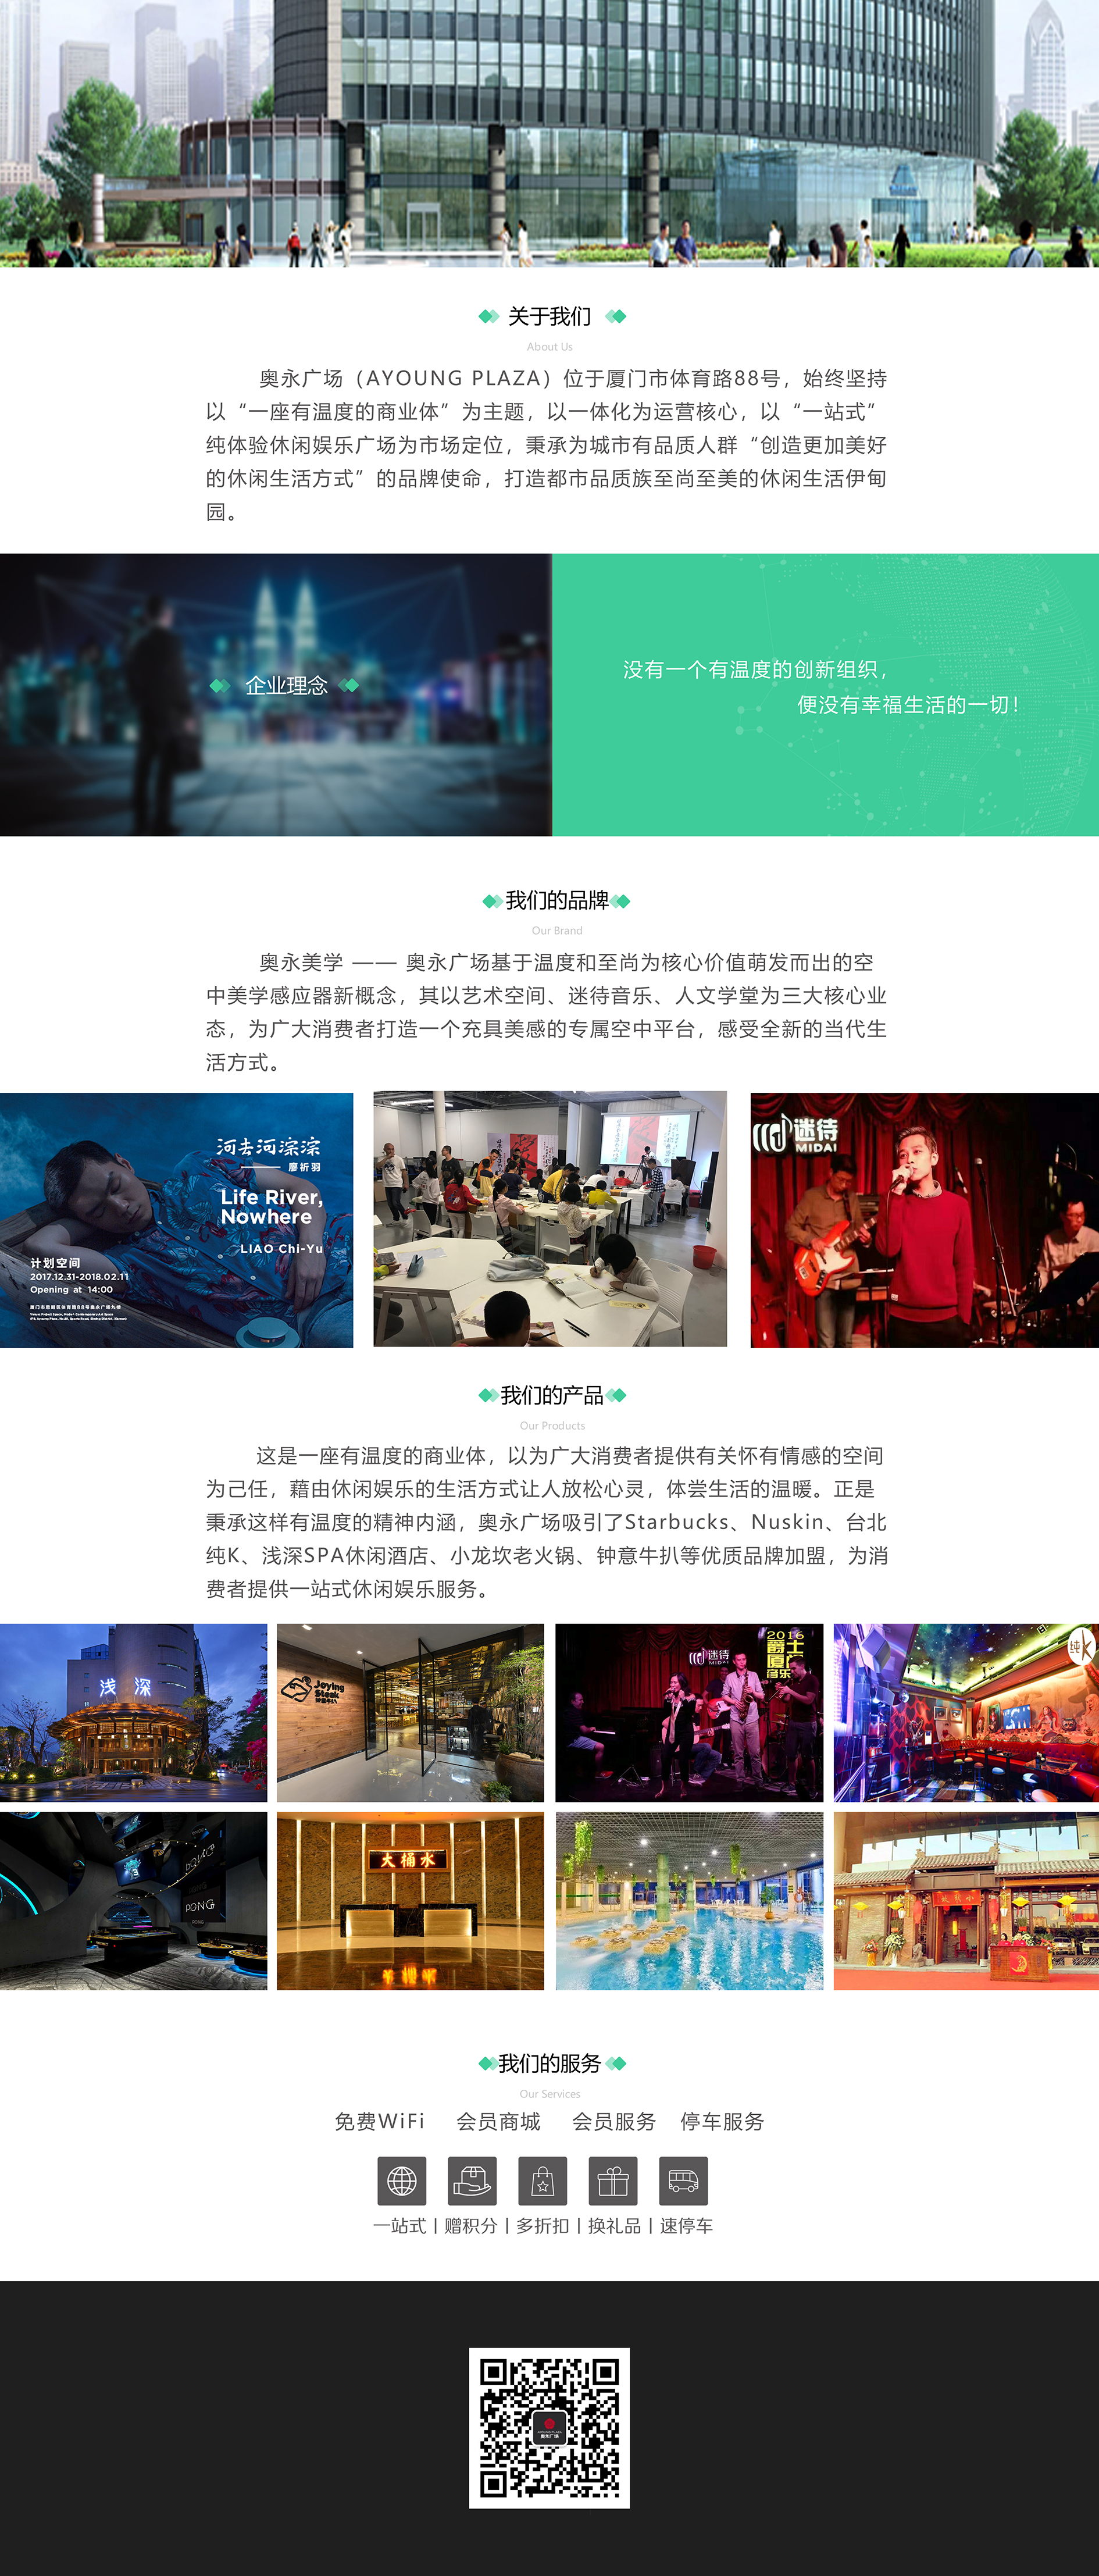 关于我们
About Us
奥永广场（AYOUNG PLAZA）位于厦门市体育路88号，始终坚持
以“一座有温度的商业体”为主题，以一体化为运营核心，以“一站式”
纯体验休闲娱乐广场为市场定位，秉承为城市有品质人群“创造更加美好
的休闲生活方式”的品牌使命，打造都市品质族至尚至美的休闲生活伊甸
园。
企业理念
没有一个有温度的创新组织，
便没有幸福生活的一切！
我们的品牌
Our Brand
奥永美学 —— 奥永广场基于温度和至尚为核心价值萌发而出的空
中美学感应器新概念，其以艺术空间、迷待音乐、人文学堂为三大核心业
态，为广大消费者打造一个充具美感的专属空中平台，感受全新的当代生
活方式。
河去河深深
廖祈羽
Life River,
Nowhere
LIAO Chi-Yu
计划空间
2017.12.31-2018.02.11
Opening at 14:00
迷待
MIDAI
我们的产品
Our Products
这是一座有温度的商业体，以为广大消费者提供有关怀有情感的空间
为己任，藉由休闲娱乐的生活方式让人放松心灵，体尝生活的温暖。正是
秉承这样有温度的精神内涵，奥永广场吸引了Starbucks、Nuskin、台北
纯K、浅深SPA休闲酒店、小龙坎老火锅、钟意牛扒等优质品牌加盟，为消
费者提供一站式休闲娱乐服务。
浅深
Joying
Steak
迷待
MIDAI
2016
爵士
厦门
音乐
纯K
PONG
大桶水
我们的服务
Our Services
免费WiFi 会员商城 会员服务 停车服务
一站式 | 赠积分 | 多折扣 | 换礼品 | 速停车
奥永广场